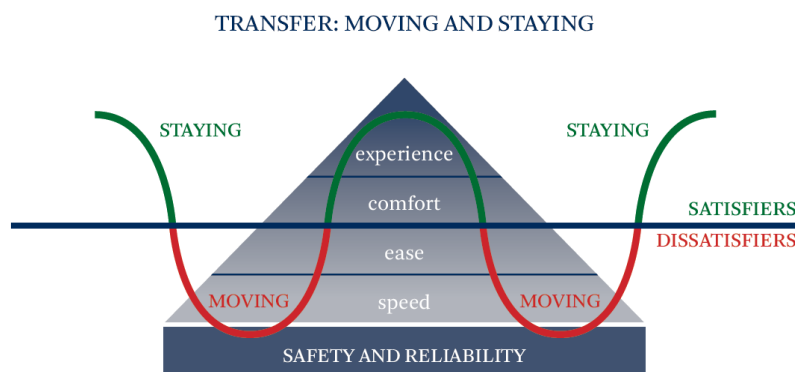 TRANSFER: MOVING AND STAYING
STAYING
STAYING
experience
comfort
SATISFIERS
DISSATISFIERS
ease
MOVING
speed
MOVING
SAFETY AND RELIABILITY